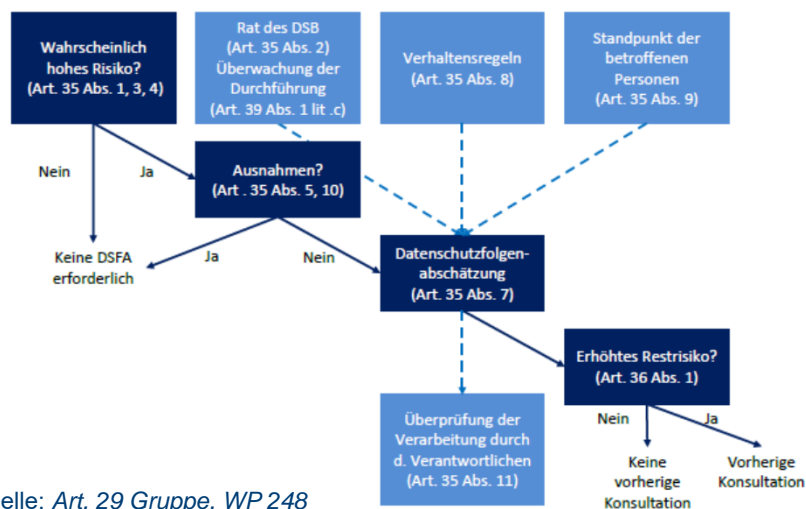 Wahrscheinlich
hohes Risiko?
(Art. 35 Abs. 1, 3, 4)
Rat des DSB
(Art. 35 Abs. 2)
Überwachung der
Durchführung
(Art. 39 Abs. 1 lit .c)
Verhaltensregeln
(Art. 35 Abs. 8)
Standpunkt der
betroffenen
Personen
(Art. 35 Abs. 9)
Nein
Ja
Ausnahmen?
(Art . 35 Abs. 5, 10)
Keine DSFA
erforderlich
Ja
Nein
Datenschutzfolgen-
abschätzung
(Art. 35 Abs. 7)
Erhöhtes Restrisiko?
(Art. 36 Abs. 1)
Überprüfung der
Verarbeitung durch
d. Verantwortlichen
(Art. 35 Abs. 11)
Nein
Ja
Keine
vorherige
Konsultation
Vorherige
Konsultation
elle: Art. 29 Gruppe, WP 248